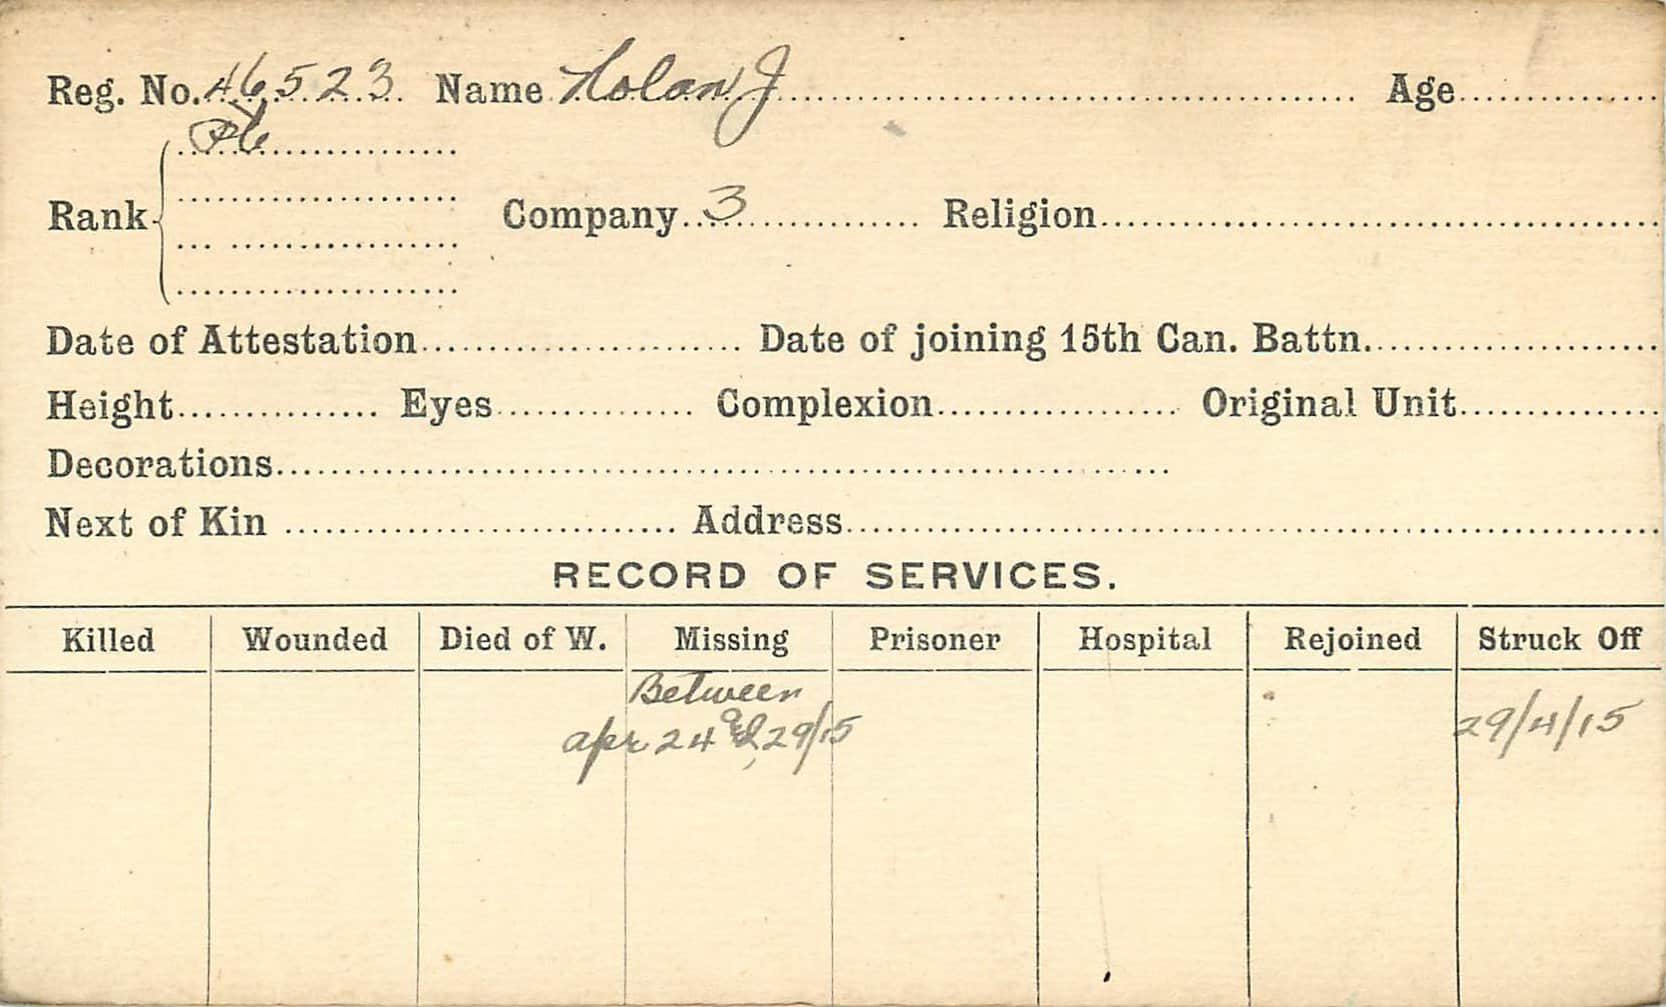 Reg. No. 46523 Name Nolan J Age
Pte
Rank Company 3 Religion
Date of Attestation Date of joining 15th Can. Battn.
Height Eyes Complexion Original Unit
Decorations
Next of Kin Address
RECORD OF SERVICES.
Killed Wounded Died of W. Missing Prisoner Hospital Rejoined Struck Off
Between
apr 24 and 29/15 29/4/15